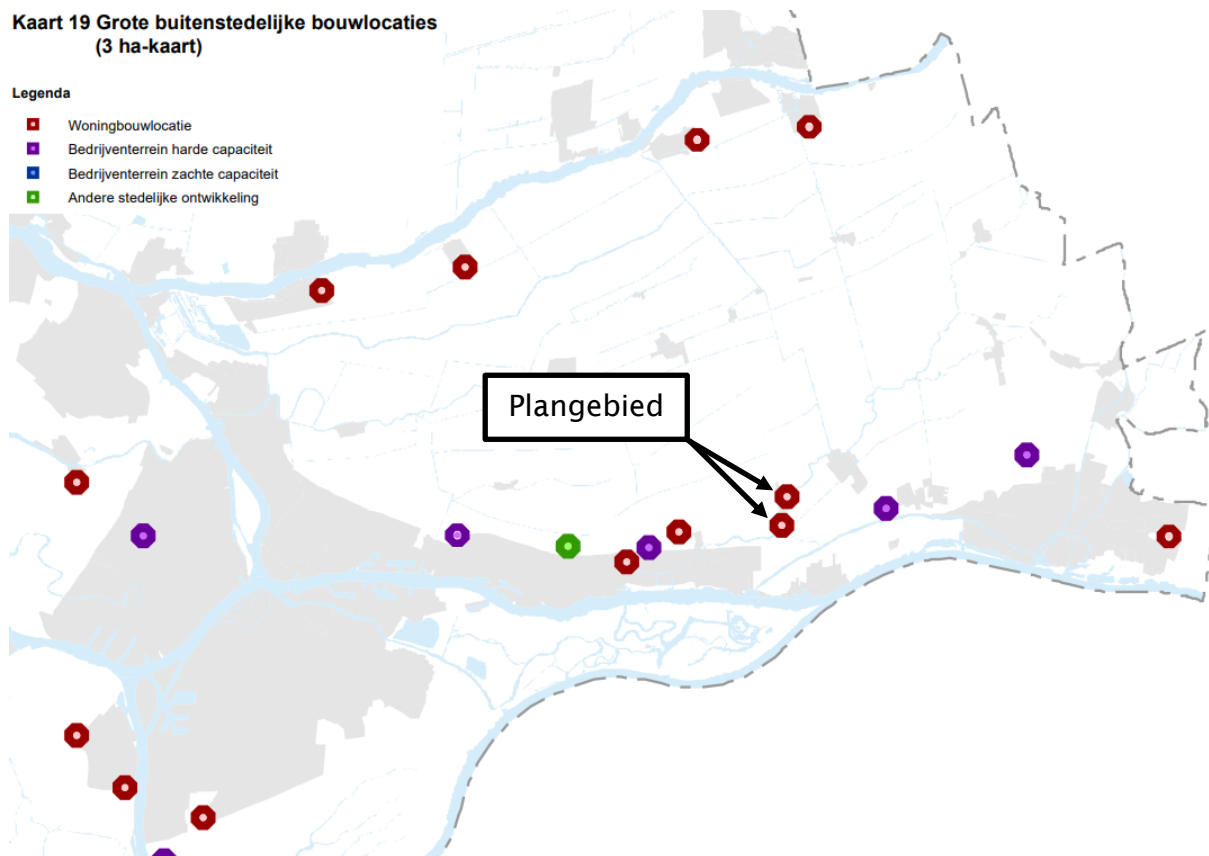 Kaart 19 Grote buitenstedelijke bouwlocaties
(3 ha-kaart)
Legenda
Woningbouwlocatie
Bedrijventerrein harde capaciteit
Bedrijventerrein zachte capaciteit
Andere stedelijke ontwikkeling
Plangebied